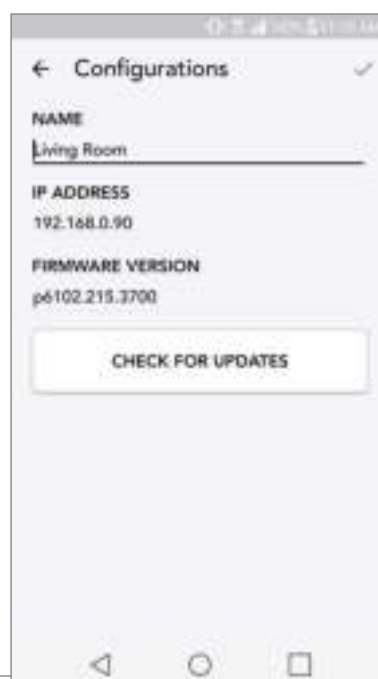 Configurations
NAME
Living Room
IP ADDRESS
192.168.0.90
FIRMWARE VERSION
p6102.215.3700
CHECK FOR UPDATES